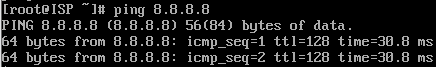 [root@ISP ~]# ping 8.8.8.8
PING 8.8.8.8 (8.8.8.8) 56(84) bytes of data.
64 bytes from 8.8.8.8: icmp_seq=1 ttl=128 time=30.8 ms
64 bytes from 8.8.8.8: icmp_seq=2 ttl=128 time=30.8 ms